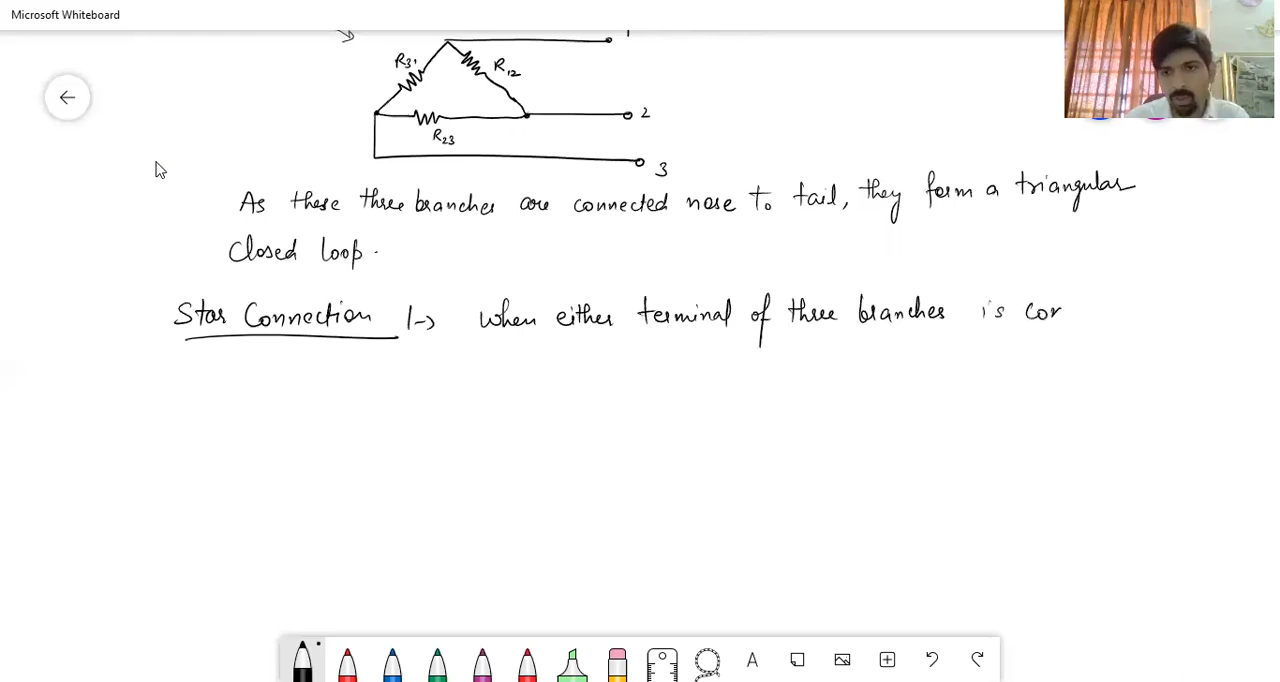 Microsoft Whiteboard
1
R31
R12
2
R23
3
As these three branches are connected nose to tail, they form a triangular
closed loop.
Star Connection :-> when either terminal of three branches is con
A